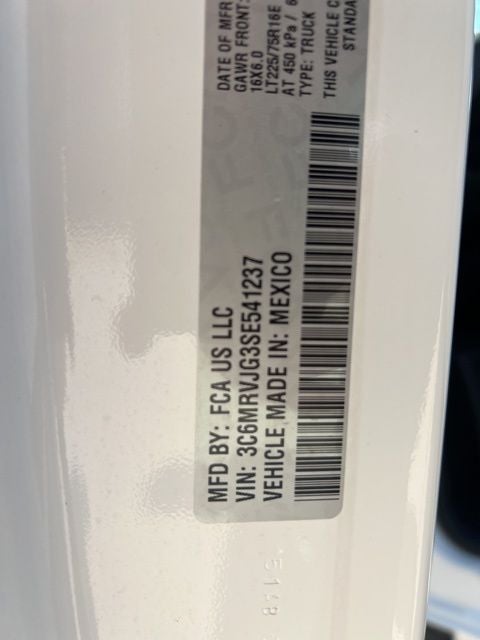 MFD BY: FCA US LLC
VIN: 3C6MRVJG3SE541237
VEHICLE MADE IN: MEXICO
DATE OF MFR
GAWR FRONT:
16X6.0
LT225/75R16E
AT 450 kPa / 6
TYPE: TRUCK
THIS VEHICLE C
STANDA